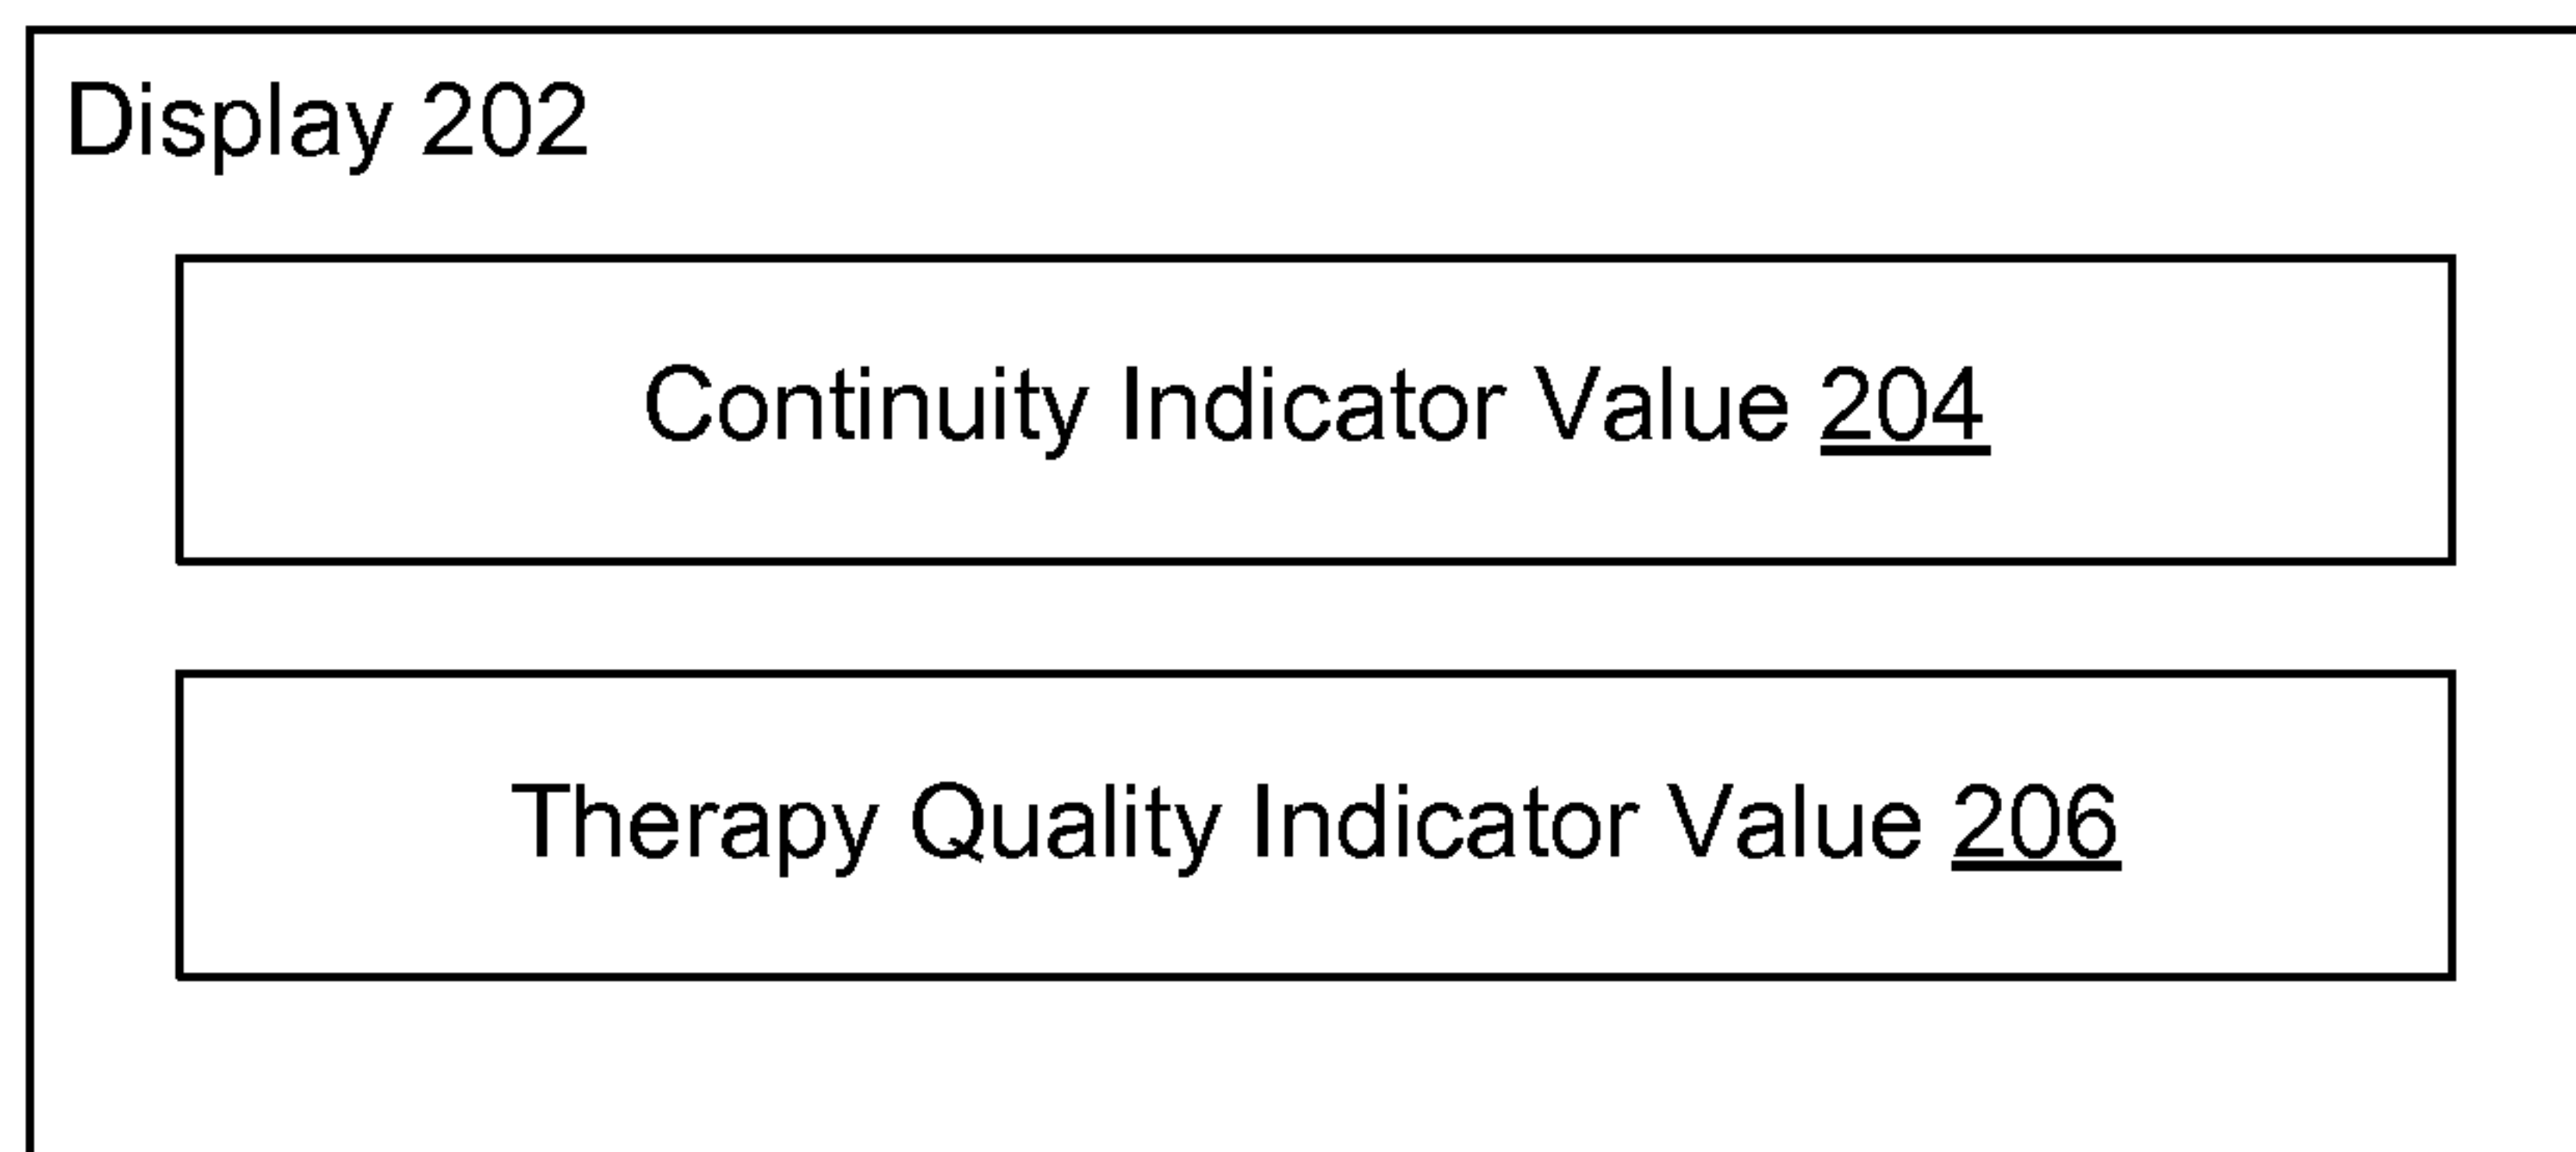 Display 202
Continuity Indicator Value 204
Therapy Quality Indicator Value 206